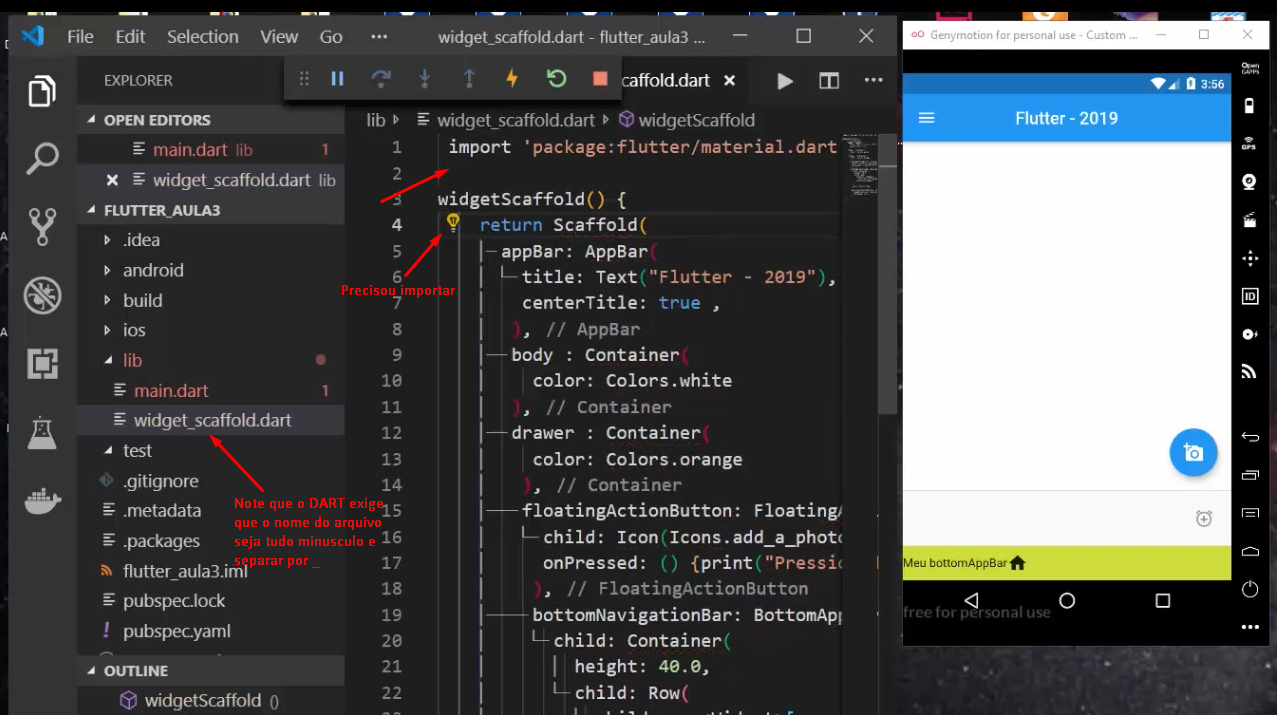 File Edit Selection View Go ••• widget_scaffold.dart - flutter_aula3 ...
EXPLORER
OPEN EDITORS
main.dart lib 1
widget_scaffold.dart lib
FLUTTER_AULA3
.idea
android
build
ios
lib
main.dart 1
widget_scaffold.dart
test
.gitignore
.metadata
.packages
flutter_aula3.iml
pubspec.lock
pubspec.yaml
OUTLINE
widgetScaffold ()
Note que o DART exige
que o nome do arquivo
seja tudo minusculo e
separar por _
Precisou importar
caffold.dart
lib widget_scaffold.dart widgetScaffold
1 import 'package:flutter/material.dart
2
3 widgetScaffold() {
4 return Scaffold(
5 appBar: AppBar(
6 title: Text("Flutter - 2019"),
7 centerTitle: true ,
8 ), // AppBar
9 body : Container(
10 color: Colors.white
11 ), // Container
12 drawer : Container(
13 color: Colors.orange
14 ), // Container
15 floatingActionButton: FloatingA
16 child: Icon(Icons.add_a_photo
17 onPressed: () {print("Pressio
18 ), // FloatingActionButton
19 bottomNavigationBar: BottomApp
20 child: Container(
21 height: 40.0,
22 child: Row(
Genymotion for personal use - Custom ...
3:56
Flutter - 2019
Meu bottomAppBar
free for personal use
Open
GAPPS
GPS
ID